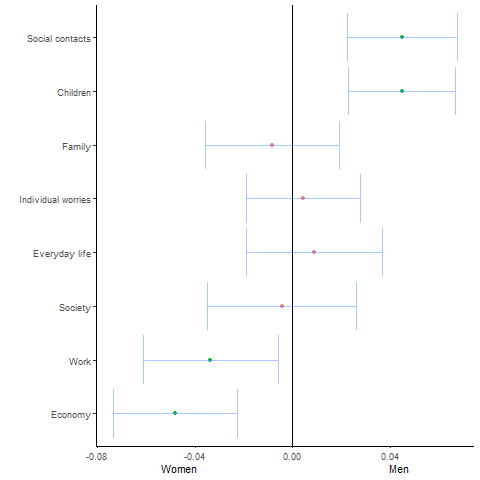 Social contacts
Children
Family
Individual worries
Everyday life
Society
Work
Economy
-0.08 -0.04 0.00 0.04
Women Men